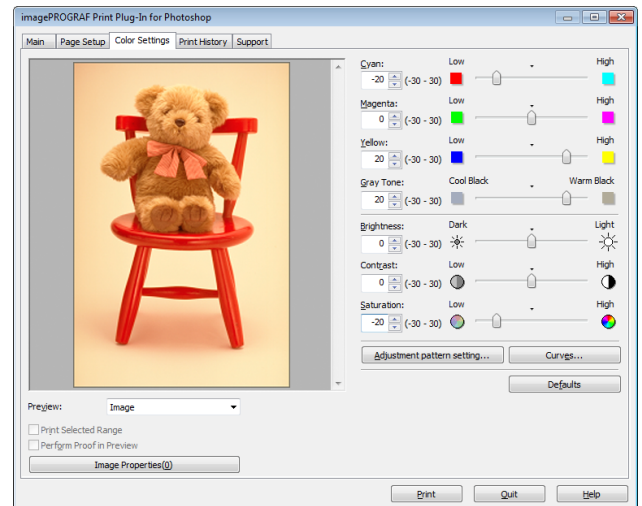 imagePROGRAF Print Plug-In for Photoshop
Main Page Setup Color Settings Print History Support
Cyan: Low High
-20 (-30 - 30)
Magenta: Low High
0 (-30 - 30)
Yellow: Low High
20 (-30 - 30)
Gray Tone: Cool Black Warm Black
20 (-30 - 30)
Brightness: Dark Light
0 (-30 - 30)
Contrast: Low High
0 (-30 - 30)
Saturation: Low High
-20 (-30 - 30)
Adjustment pattern setting... Curves...
Defaults
Preview: Image
Print Selected Range
Perform Proof in Preview
Image Properties(0)
Print Quit Help